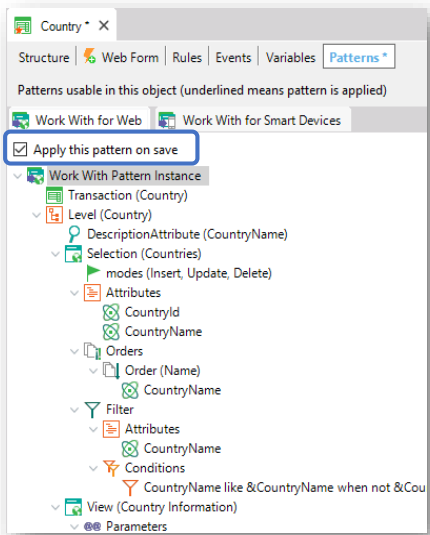 Country *
Structure Web Form Rules Events Variables Patterns *
Patterns usable in this object (underlined means pattern is applied)
Work With for Web Work With for Smart Devices
Apply this pattern on save
Work With Pattern Instance
Transaction (Country)
Level (Country)
DescriptionAttribute (CountryName)
Selection (Countries)
modes (Insert, Update, Delete)
Attributes
CountryId
CountryName
Orders
Order (Name)
CountryName
Filter
Attributes
CountryName
Conditions
CountryName like &CountryName when not &Cou
View (Country Information)
Parameters